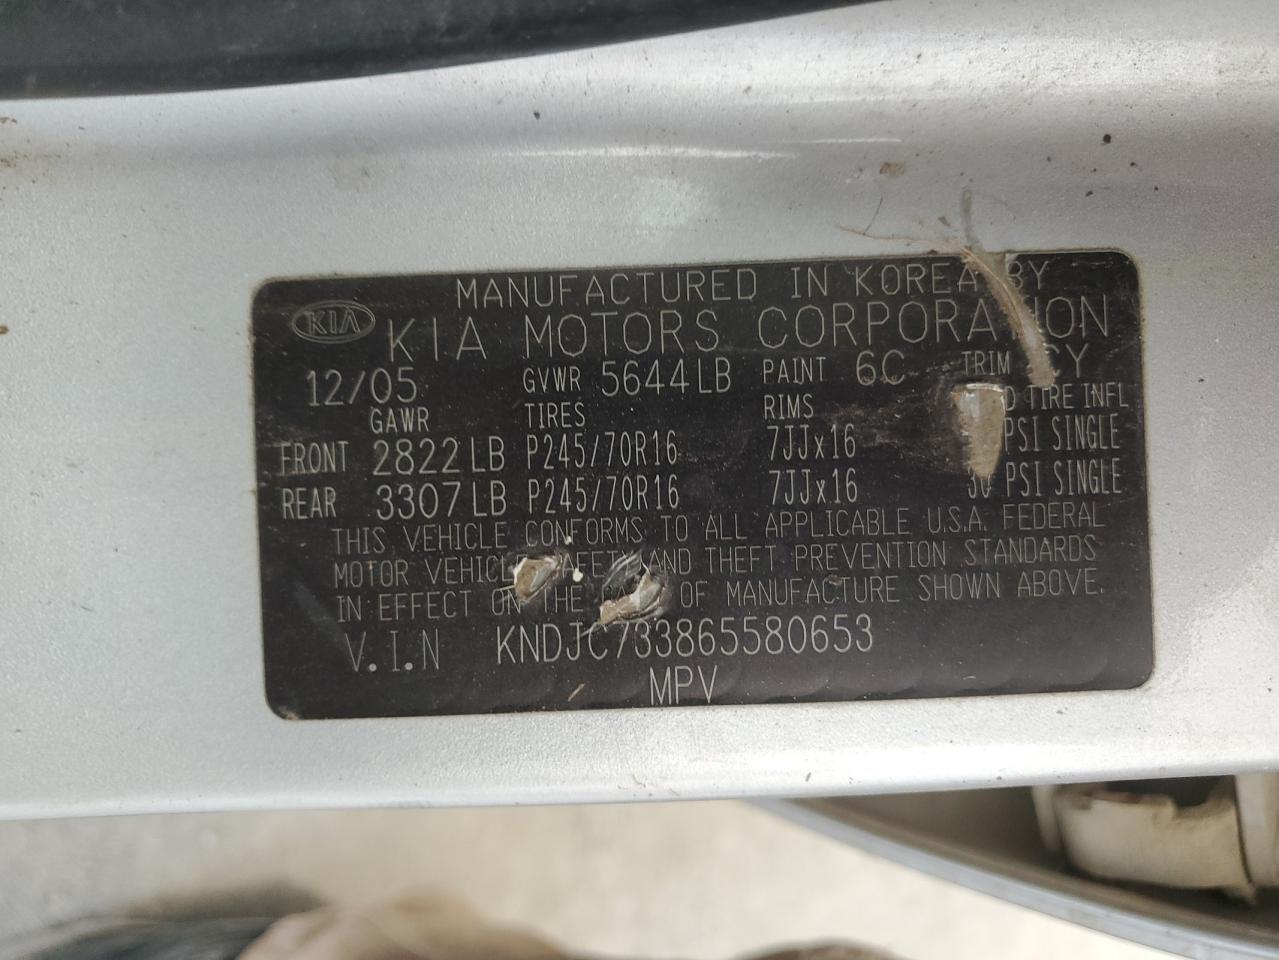 MANUFACTURED IN KOREA BY
KIA KIA MOTORS CORPORATION
12/05 GVWR 5644LB PAINT 6C TRIM CY
GAWR TIRES RIMS TIRE INFL
FRONT 2822LB P245/70R16 7JJx16 PSI SINGLE
REAR 3307LB P245/70R16 7JJx16 30 PSI SINGLE
THIS VEHICLE CONFORMS TO ALL APPLICABLE U.S.A. FEDERAL
MOTOR VEHICLE SAFETY AND THEFT PREVENTION STANDARDS
IN EFFECT ON THE OF MANUFACTURE SHOWN ABOVE.
V.I.N KNDJC733865580653
MPV